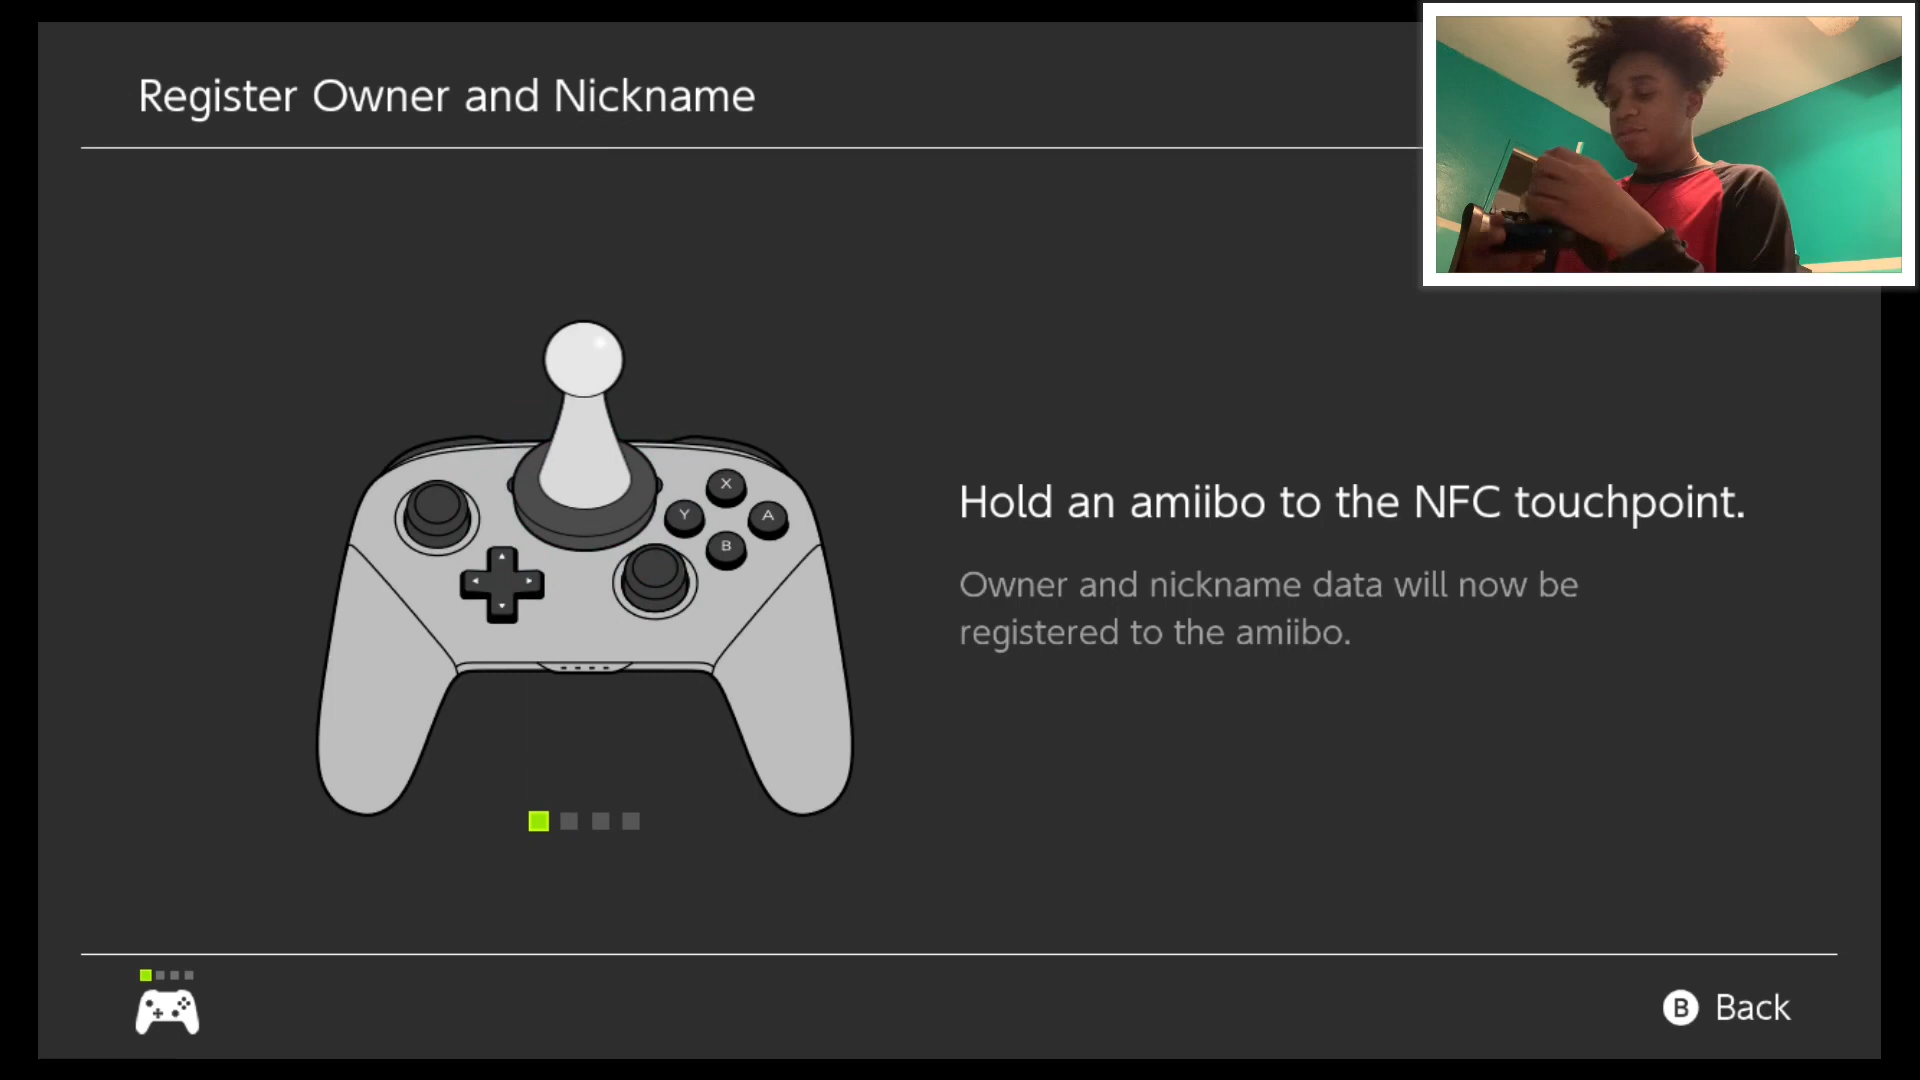 Register Owner and Nickname
X
Y
A
B
Hold an amiibo to the NFC touchpoint.
Owner and nickname data will now be
registered to the amiibo.
B Back